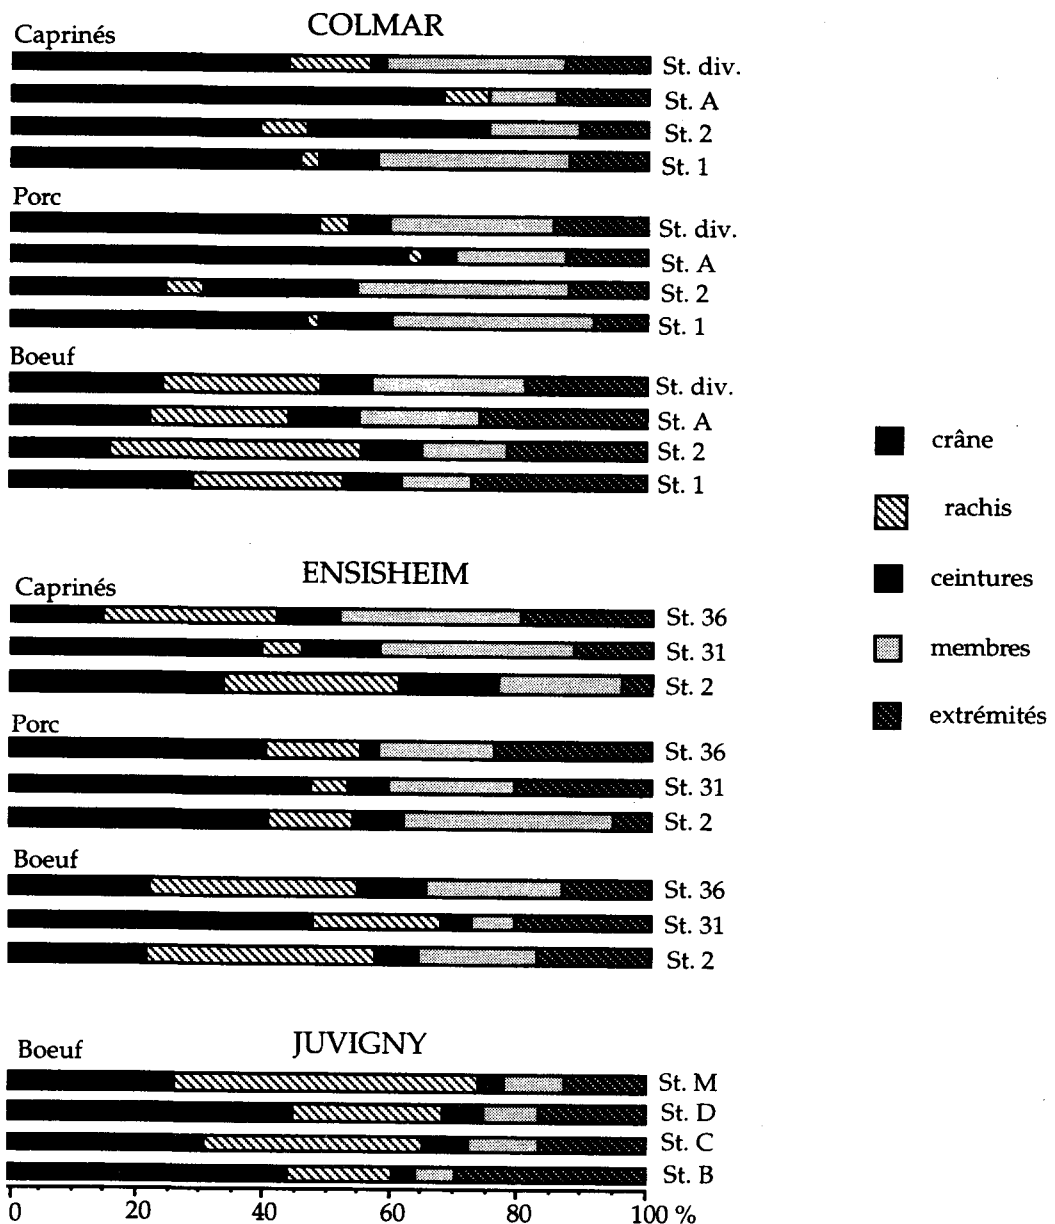 COLMAR
Caprinés
St. div.
St. A
St. 2
St. 1
Porc
St. div.
St. A
St. 2
St. 1
Boeuf
St. div.
St. A
St. 2
St. 1
ENSISHEIM
Caprinés
St. 36
St. 31
St. 2
Porc
St. 36
St. 31
St. 2
Boeuf
St. 36
St. 31
St. 2
JUVIGNY
Boeuf
St. M
St. D
St. C
St. B
0 20 40 60 80 100 %
crâne
rachis
ceintures
membres
extrémités